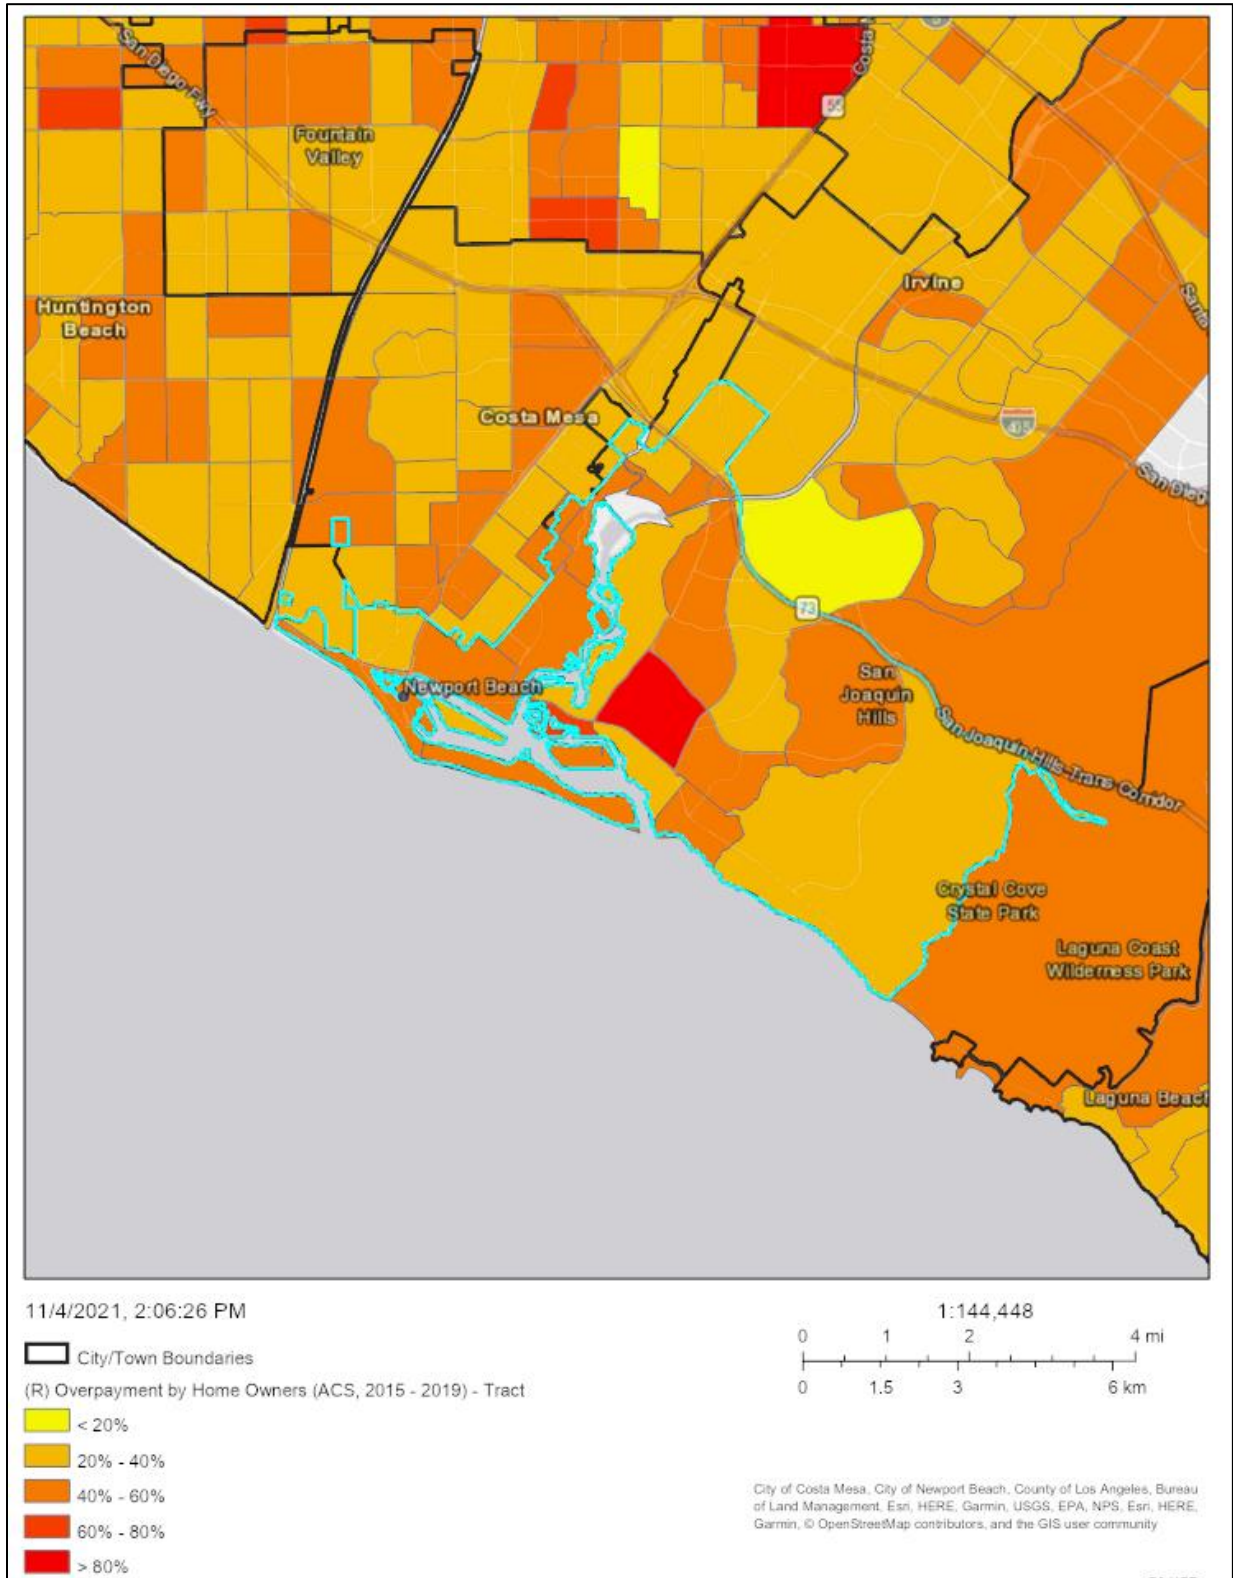 San Diego Fwy
Costa
55
Fountain
Valley
Irvine
Huntington
Beach
Santa
Costa Mesa
405
San Diego
73
San
Joaquin
Hills
Newport Beach
San Joaquin Hills Trans Corridor
Crystal Cove
State Park
Laguna Coast
Wilderness Park
Laguna Beach
11/4/2021, 2:06:26 PM
1:144,448
0 1 2 4 mi
0 1.5 3 6 km
City/Town Boundaries
(R) Overpayment by Home Owners (ACS, 2015 - 2019) - Tract
< 20%
20% - 40%
40% - 60%
60% - 80%
> 80%
City of Costa Mesa, City of Newport Beach, County of Los Angeles, Bureau
of Land Management, Esri, HERE, Garmin, USGS, EPA, NPS, Esri, HERE,
Garmin, © OpenStreetMap contributors, and the GIS user community